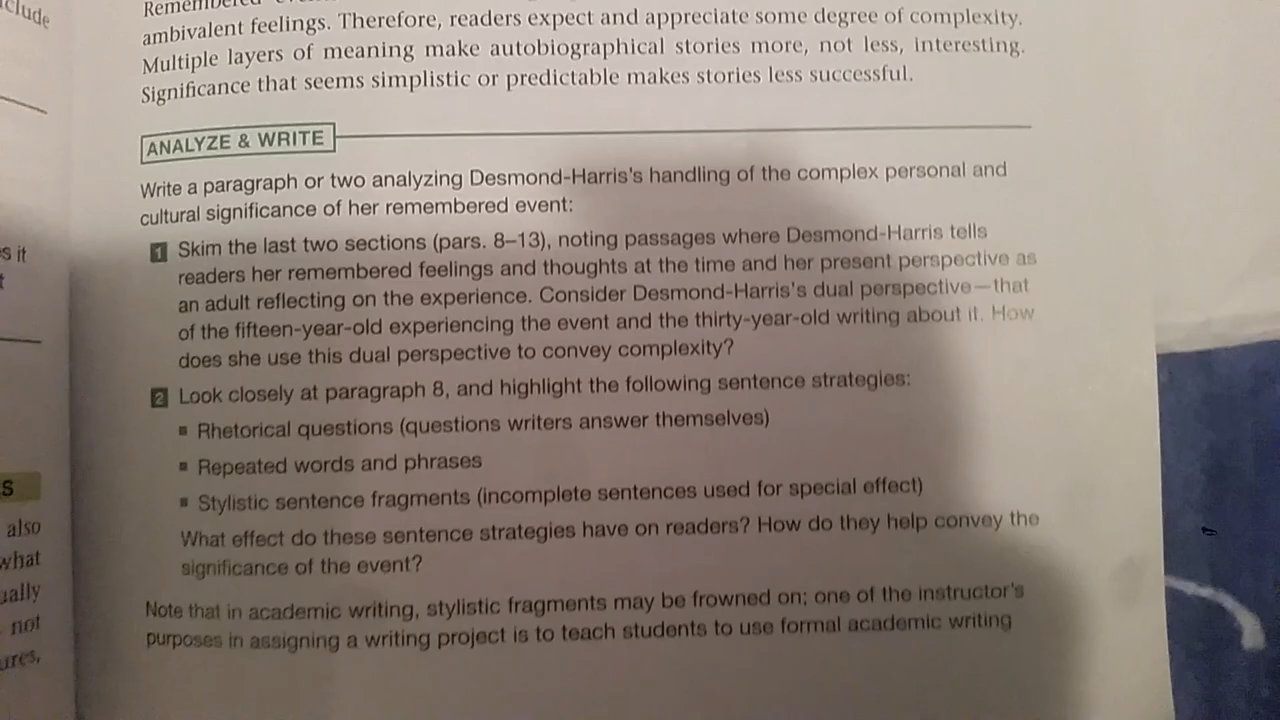 clude
Remembered
ambivalent feelings. Therefore, readers expect and appreciate some degree of complexity.
Multiple layers of meaning make autobiographical stories more, not less, interesting.
Significance that seems simplistic or predictable makes stories less successful.
ANALYZE & WRITE
Write a paragraph or two analyzing Desmond-Harris's handling of the complex personal and
cultural significance of her remembered event:
1 Skim the last two sections (pars. 8–13), noting passages where Desmond-Harris tells
readers her remembered feelings and thoughts at the time and her present perspective as
an adult reflecting on the experience. Consider Desmond-Harris's dual perspective—that
of the fifteen-year-old experiencing the event and the thirty-year-old writing about it. How
does she use this dual perspective to convey complexity?
2 Look closely at paragraph 8, and highlight the following sentence strategies:
▪ Rhetorical questions (questions writers answer themselves)
▪ Repeated words and phrases
▪ Stylistic sentence fragments (incomplete sentences used for special effect)
What effect do these sentence strategies have on readers? How do they help convey the
significance of the event?
Note that in academic writing, stylistic fragments may be frowned on; one of the instructor's
purposes in assigning a writing project is to teach students to use formal academic writing
s it
t
S
also
what
ually
not
ures,